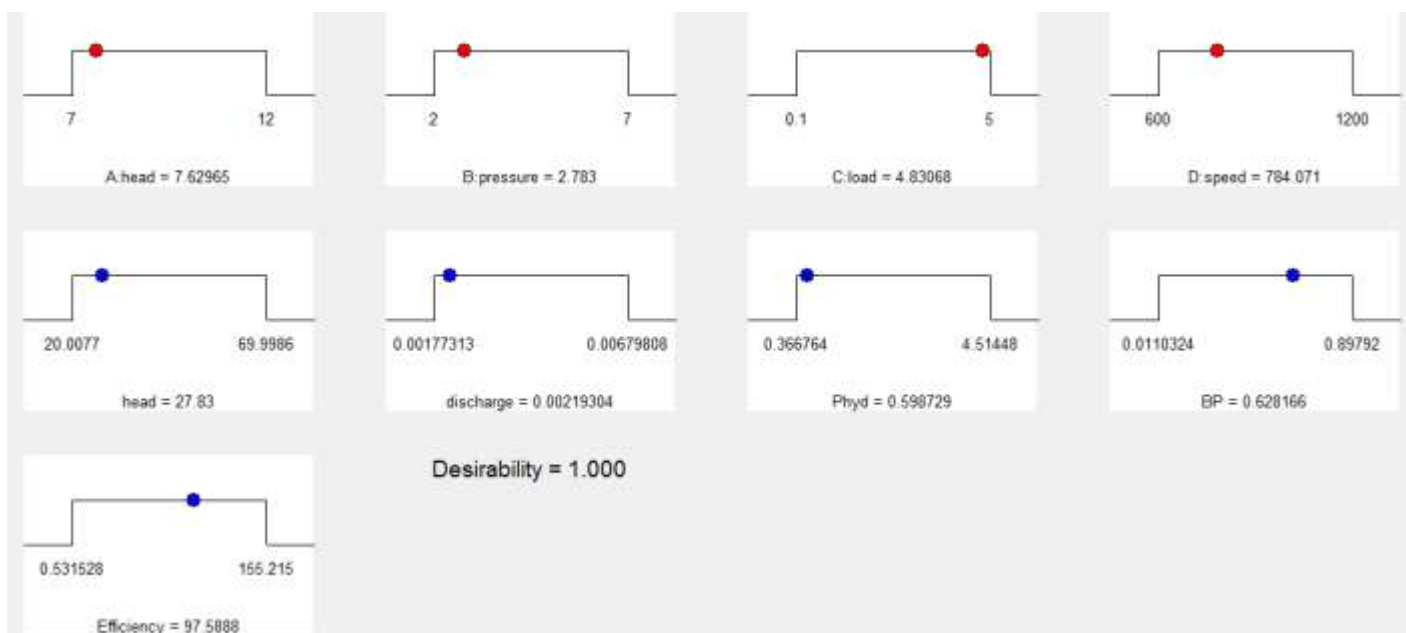 7 12 2 7 0.1 5 600 1200
A:head = 7.62965 B:pressure = 2.783 C:load = 4.83068 D:speed = 784.071
20.0077 69.9986 0.00177313 0.00679808 0.366764 4.51448 0.0110324 0.89792
head = 27.83 discharge = 0.00219304 Phyd = 0.598729 BP = 0.628166
Desirability = 1.000
0.531528 155.215
Efficiency = 97.5888